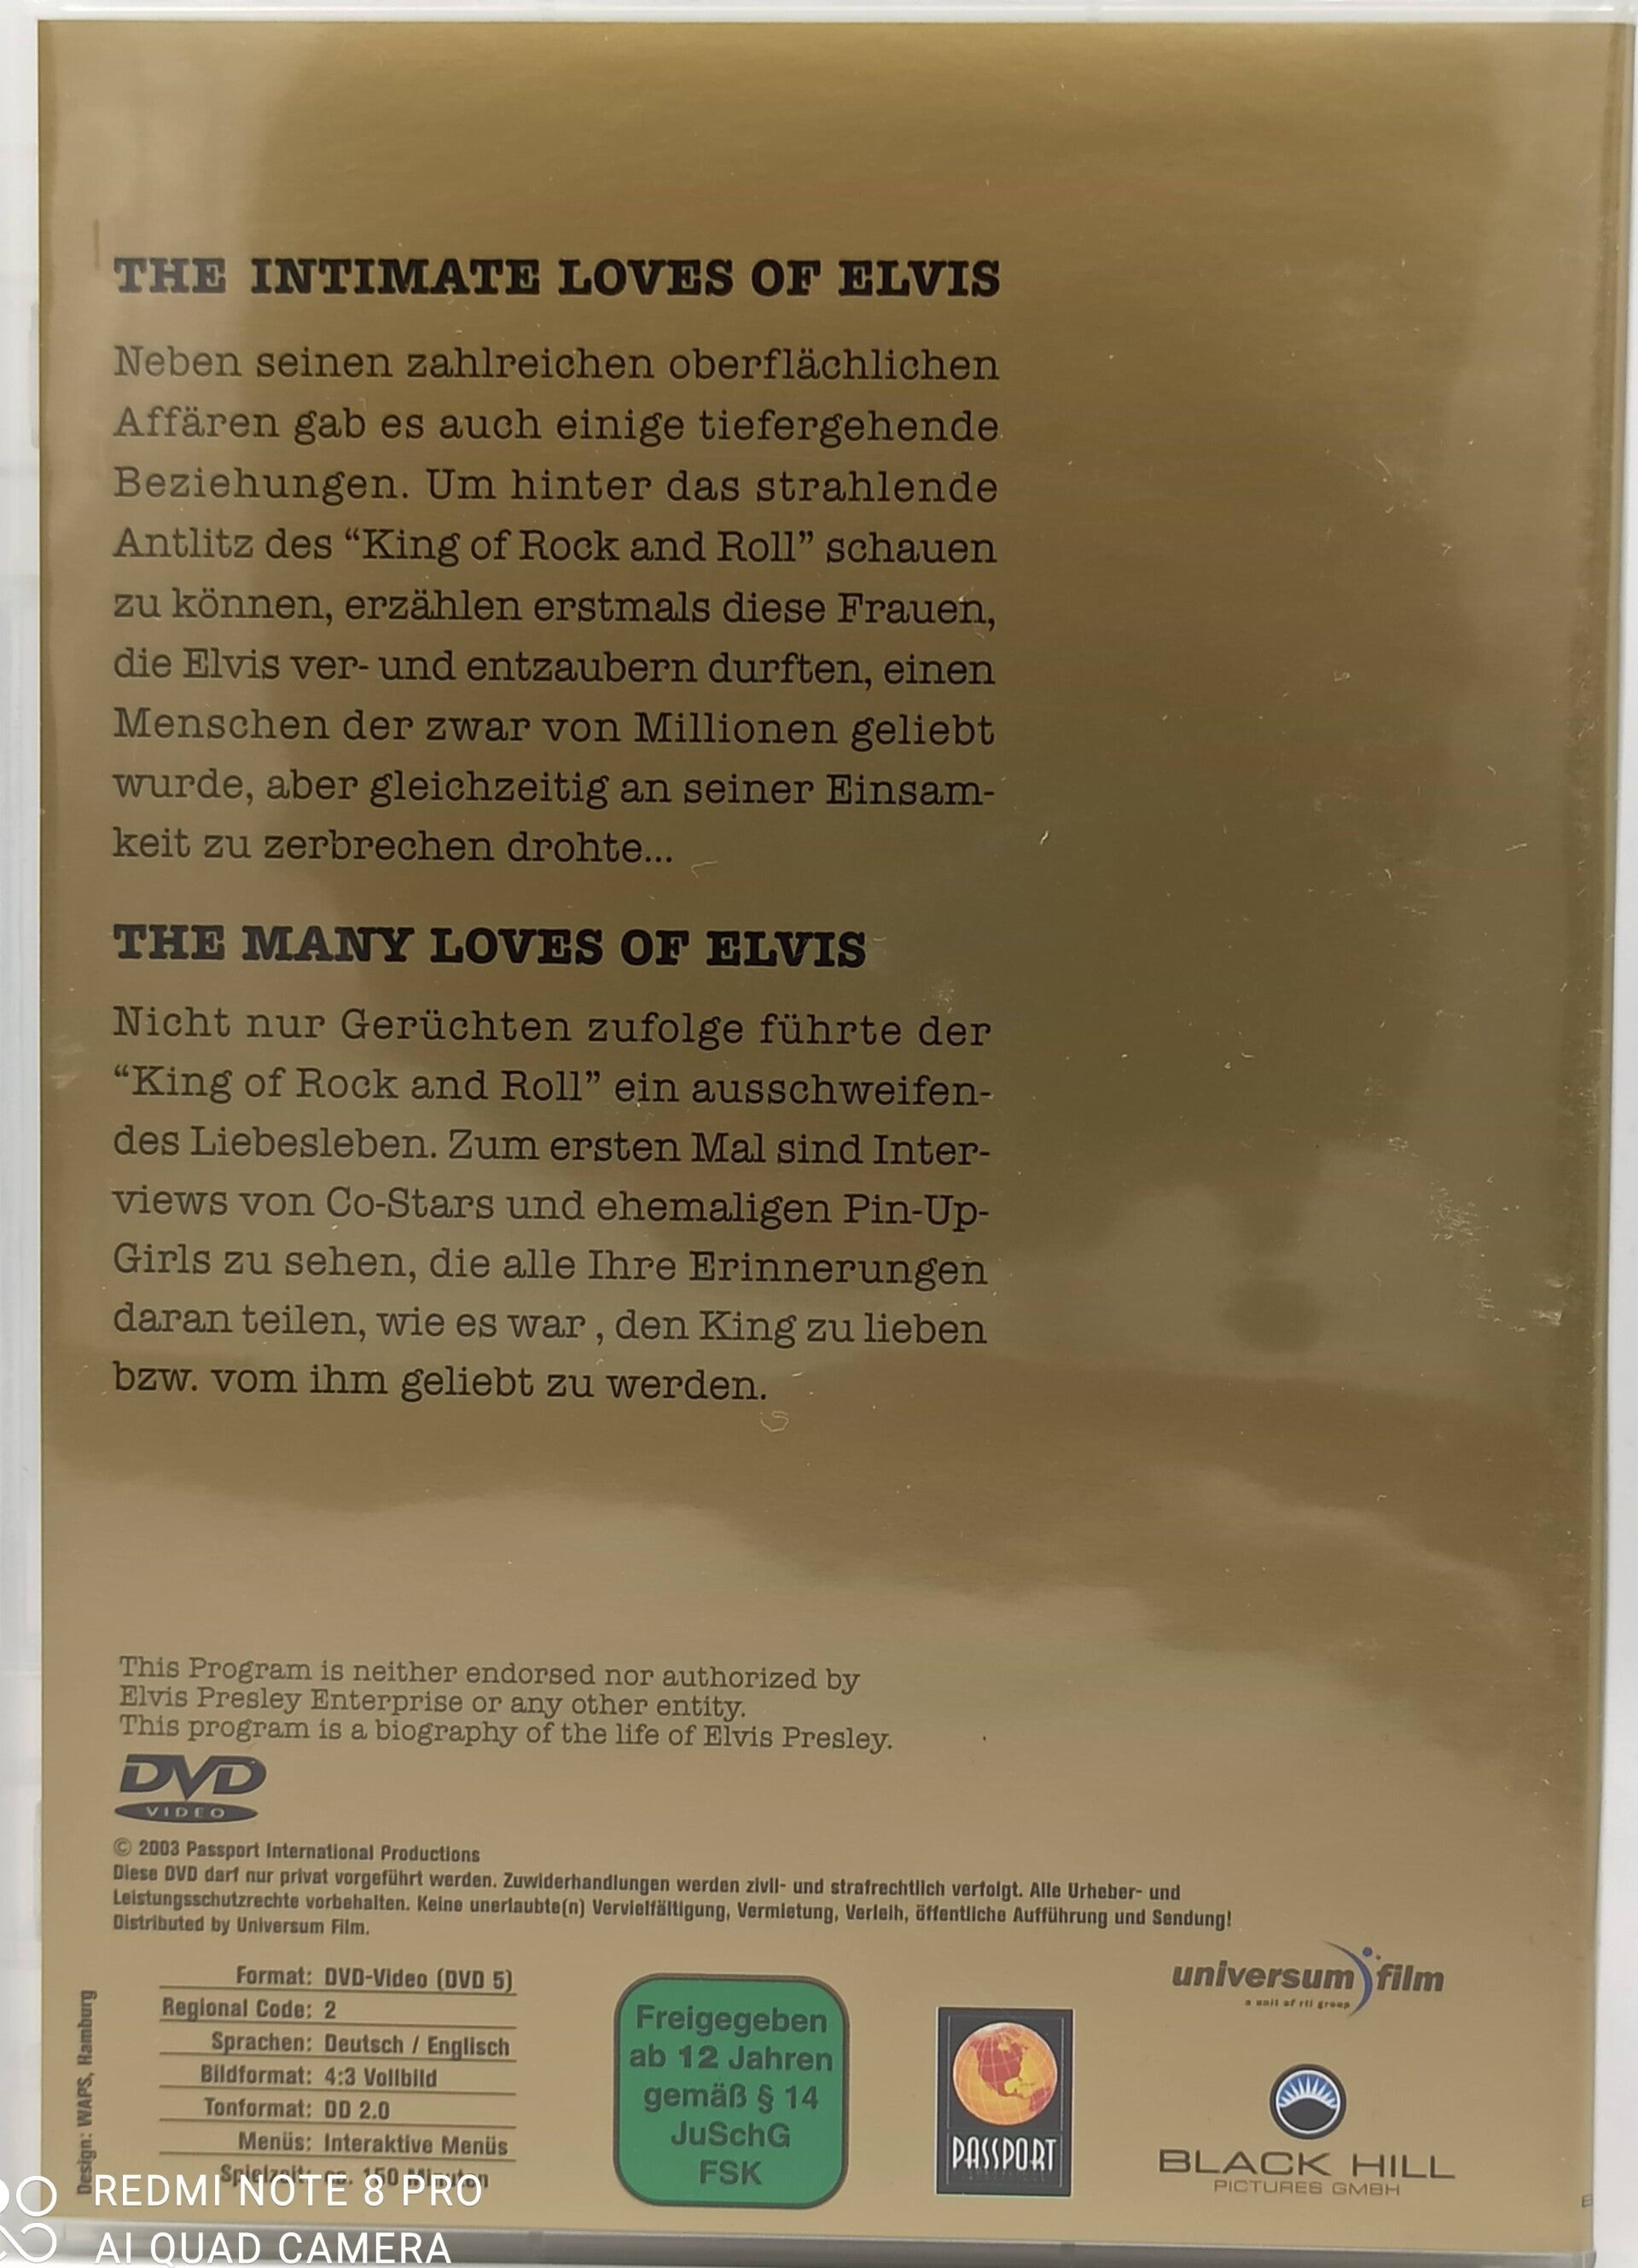 THE INTIMATE LOVES OF ELVIS
Neben seinen zahlreichen oberflächlichen
Affären gab es auch einige tiefergehende
Beziehungen. Um hinter das strahlende
Antlitz des “King of Rock and Roll” schauen
zu können, erzählen erstmals diese Frauen,
die Elvis ver- und entzaubern durften, einen
Menschen der zwar von Millionen geliebt
wurde, aber gleichzeitig an seiner Einsam-
keit zu zerbrechen drohte...
THE MANY LOVES OF ELVIS
Nicht nur Gerüchten zufolge führte der
“King of Rock and Roll” ein ausschweifen-
des Liebesleben. Zum ersten Mal sind Inter-
views von Co-Stars und ehemaligen Pin-Up-
Girls zu sehen, die alle Ihre Erinnerungen
daran teilen, wie es war , den King zu lieben
bzw. vom ihm geliebt zu werden.
This Program is neither endorsed nor authorized by
Elvis Presley Enterprise or any other entity.
This program is a biography of the life of Elvis Presley.
DVD
VIDEO
© 2003 Passport International Productions
Diese DVD darf nur privat vorgeführt werden. Zuwiderhandlungen werden zivil- und strafrechtlich verfolgt. Alle Urheber- und
Leistungsschutzrechte vorbehalten. Keine unerlaubte(n) Vervielfältigung, Vermietung, Verleih, öffentliche Aufführung und Sendung!
Distributed by Universum Film.
Design: WAPS, Hamburg
Format: DVD-Video (DVD 5)
Regional Code: 2
Sprachen: Deutsch / Englisch
Bildformat: 4:3 Vollbild
Tonformat: DD 2.0
Menüs: Interaktive Menüs
Spielzeit: ca. 150 Minuten
Freigegeben
ab 12 Jahren
gemäß § 14
JuSchG
FSK
PASSPORT
universum film
a unit of rtl group
BLACK HILL
PICTURES GMBH
REDMI NOTE 8 PRO
AI QUAD CAMERA